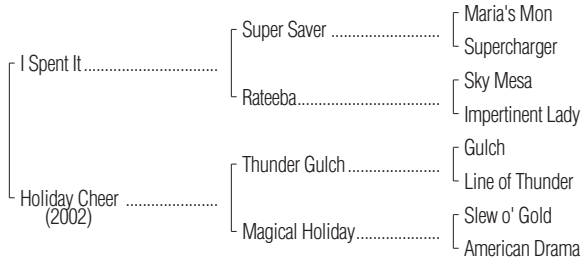 Maria's Mon
Super Saver ....................
Supercharger
I Spent It.........................
Sky Mesa
Rateeba...........................
Impertinent Lady
Gulch
Thunder Gulch.................
Line of Thunder
Holiday Cheer .................
(2002)
Slew o' Gold
Magical Holiday...............
American Drama